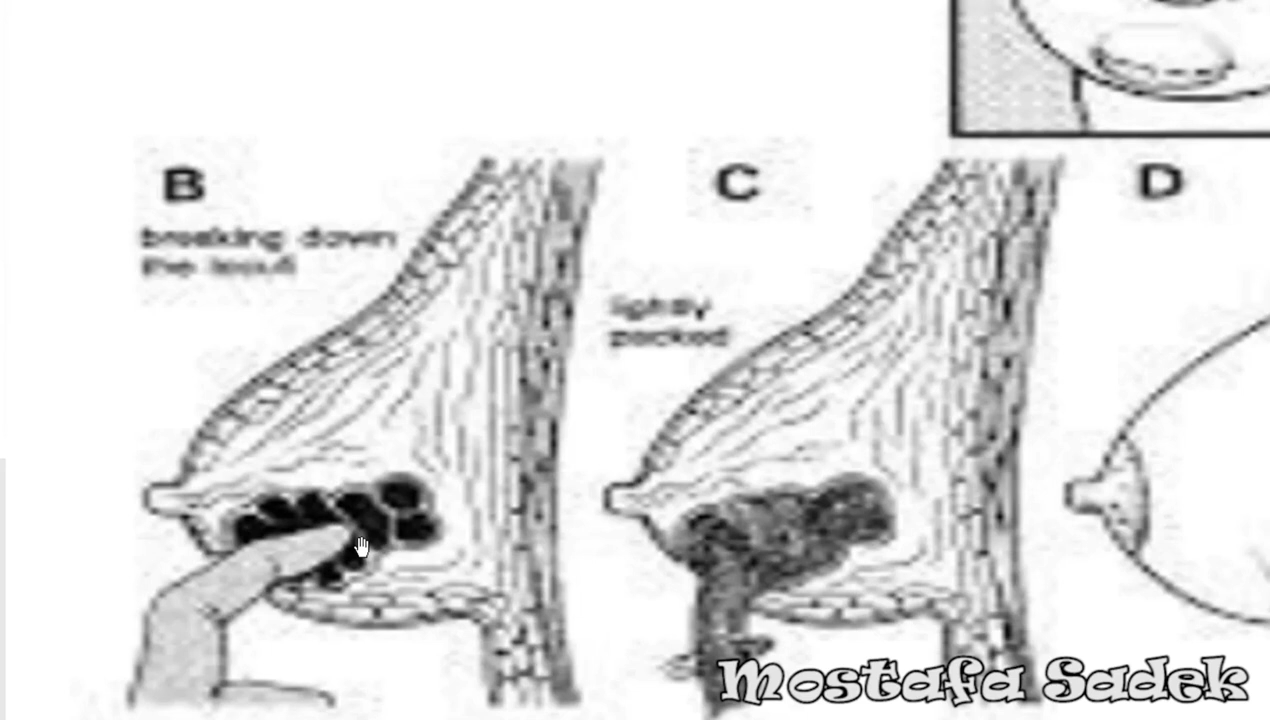 B
breaking down
the loculi
C
lightly
packed
D
Mostafa Sadek